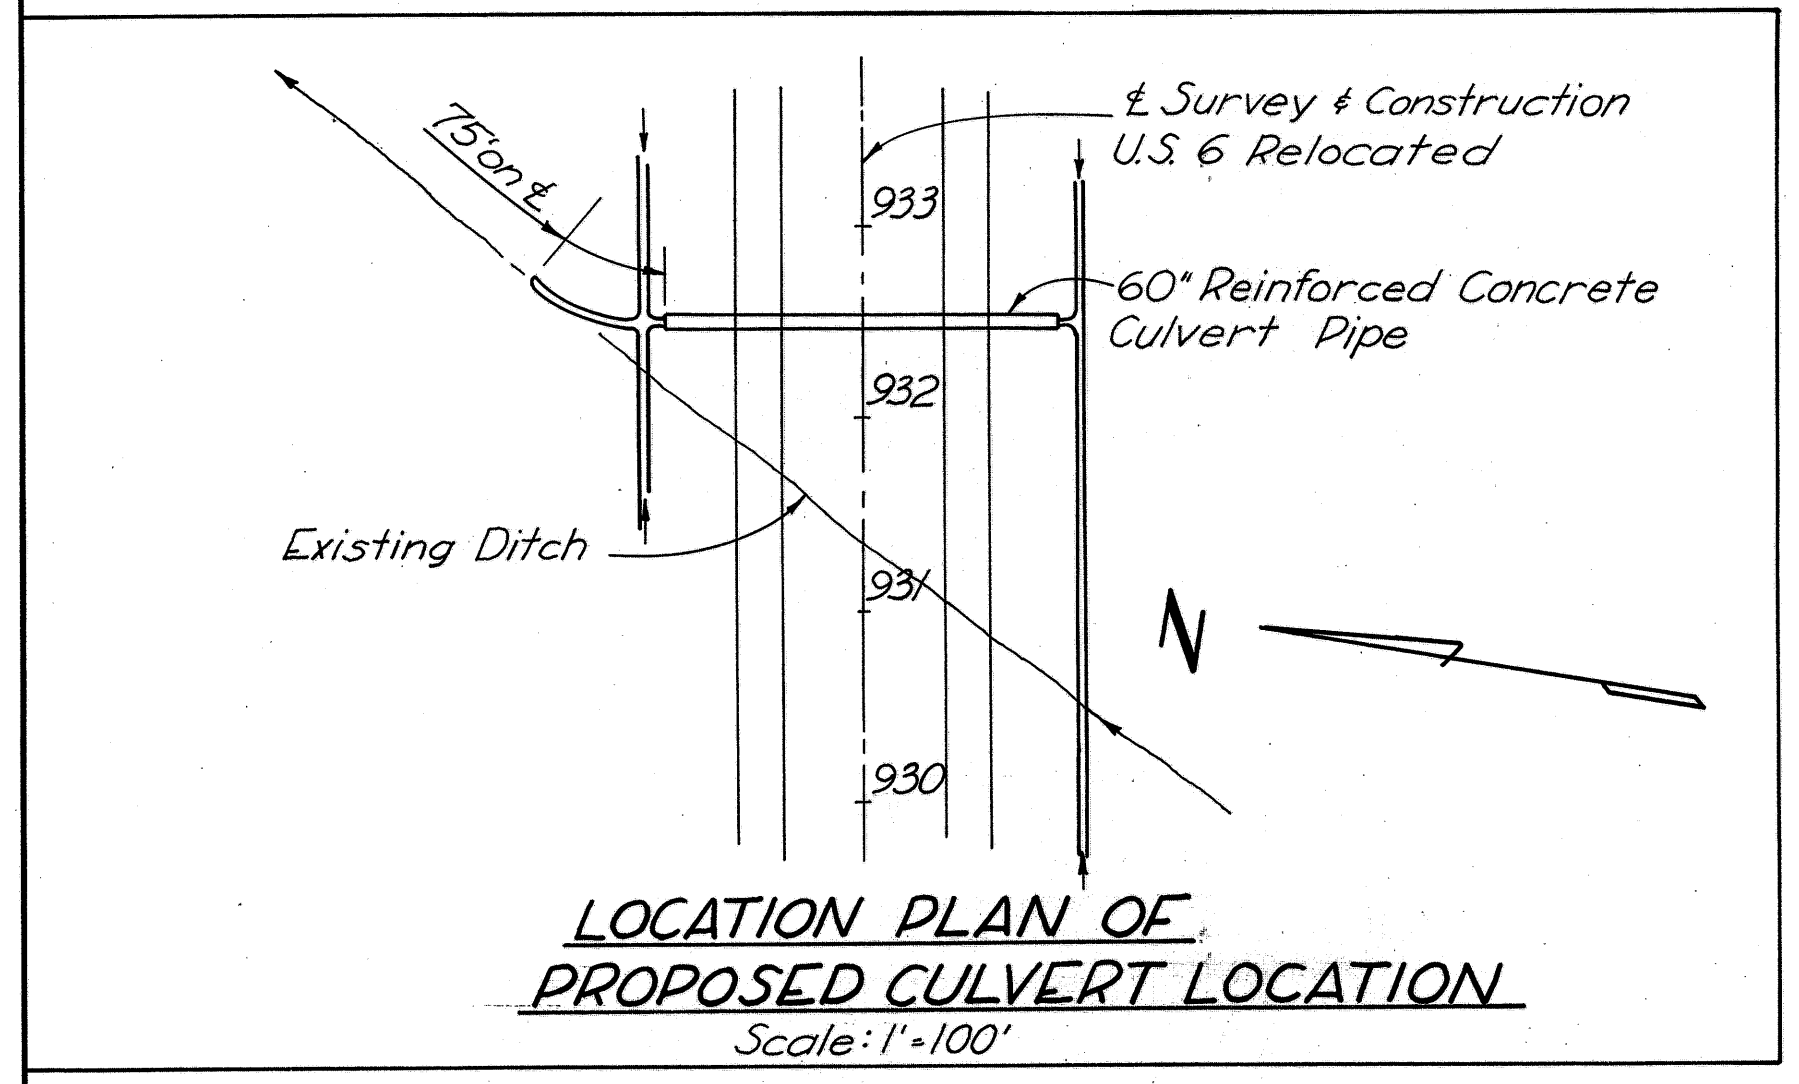 ℄ Survey & Construction
U.S. 6 Relocated
75' on ℄
933
60" Reinforced Concrete
Culvert Pipe
932
Existing Ditch
931
N
930
LOCATION PLAN OF
PROPOSED CULVERT LOCATION
Scale: 1'=100'